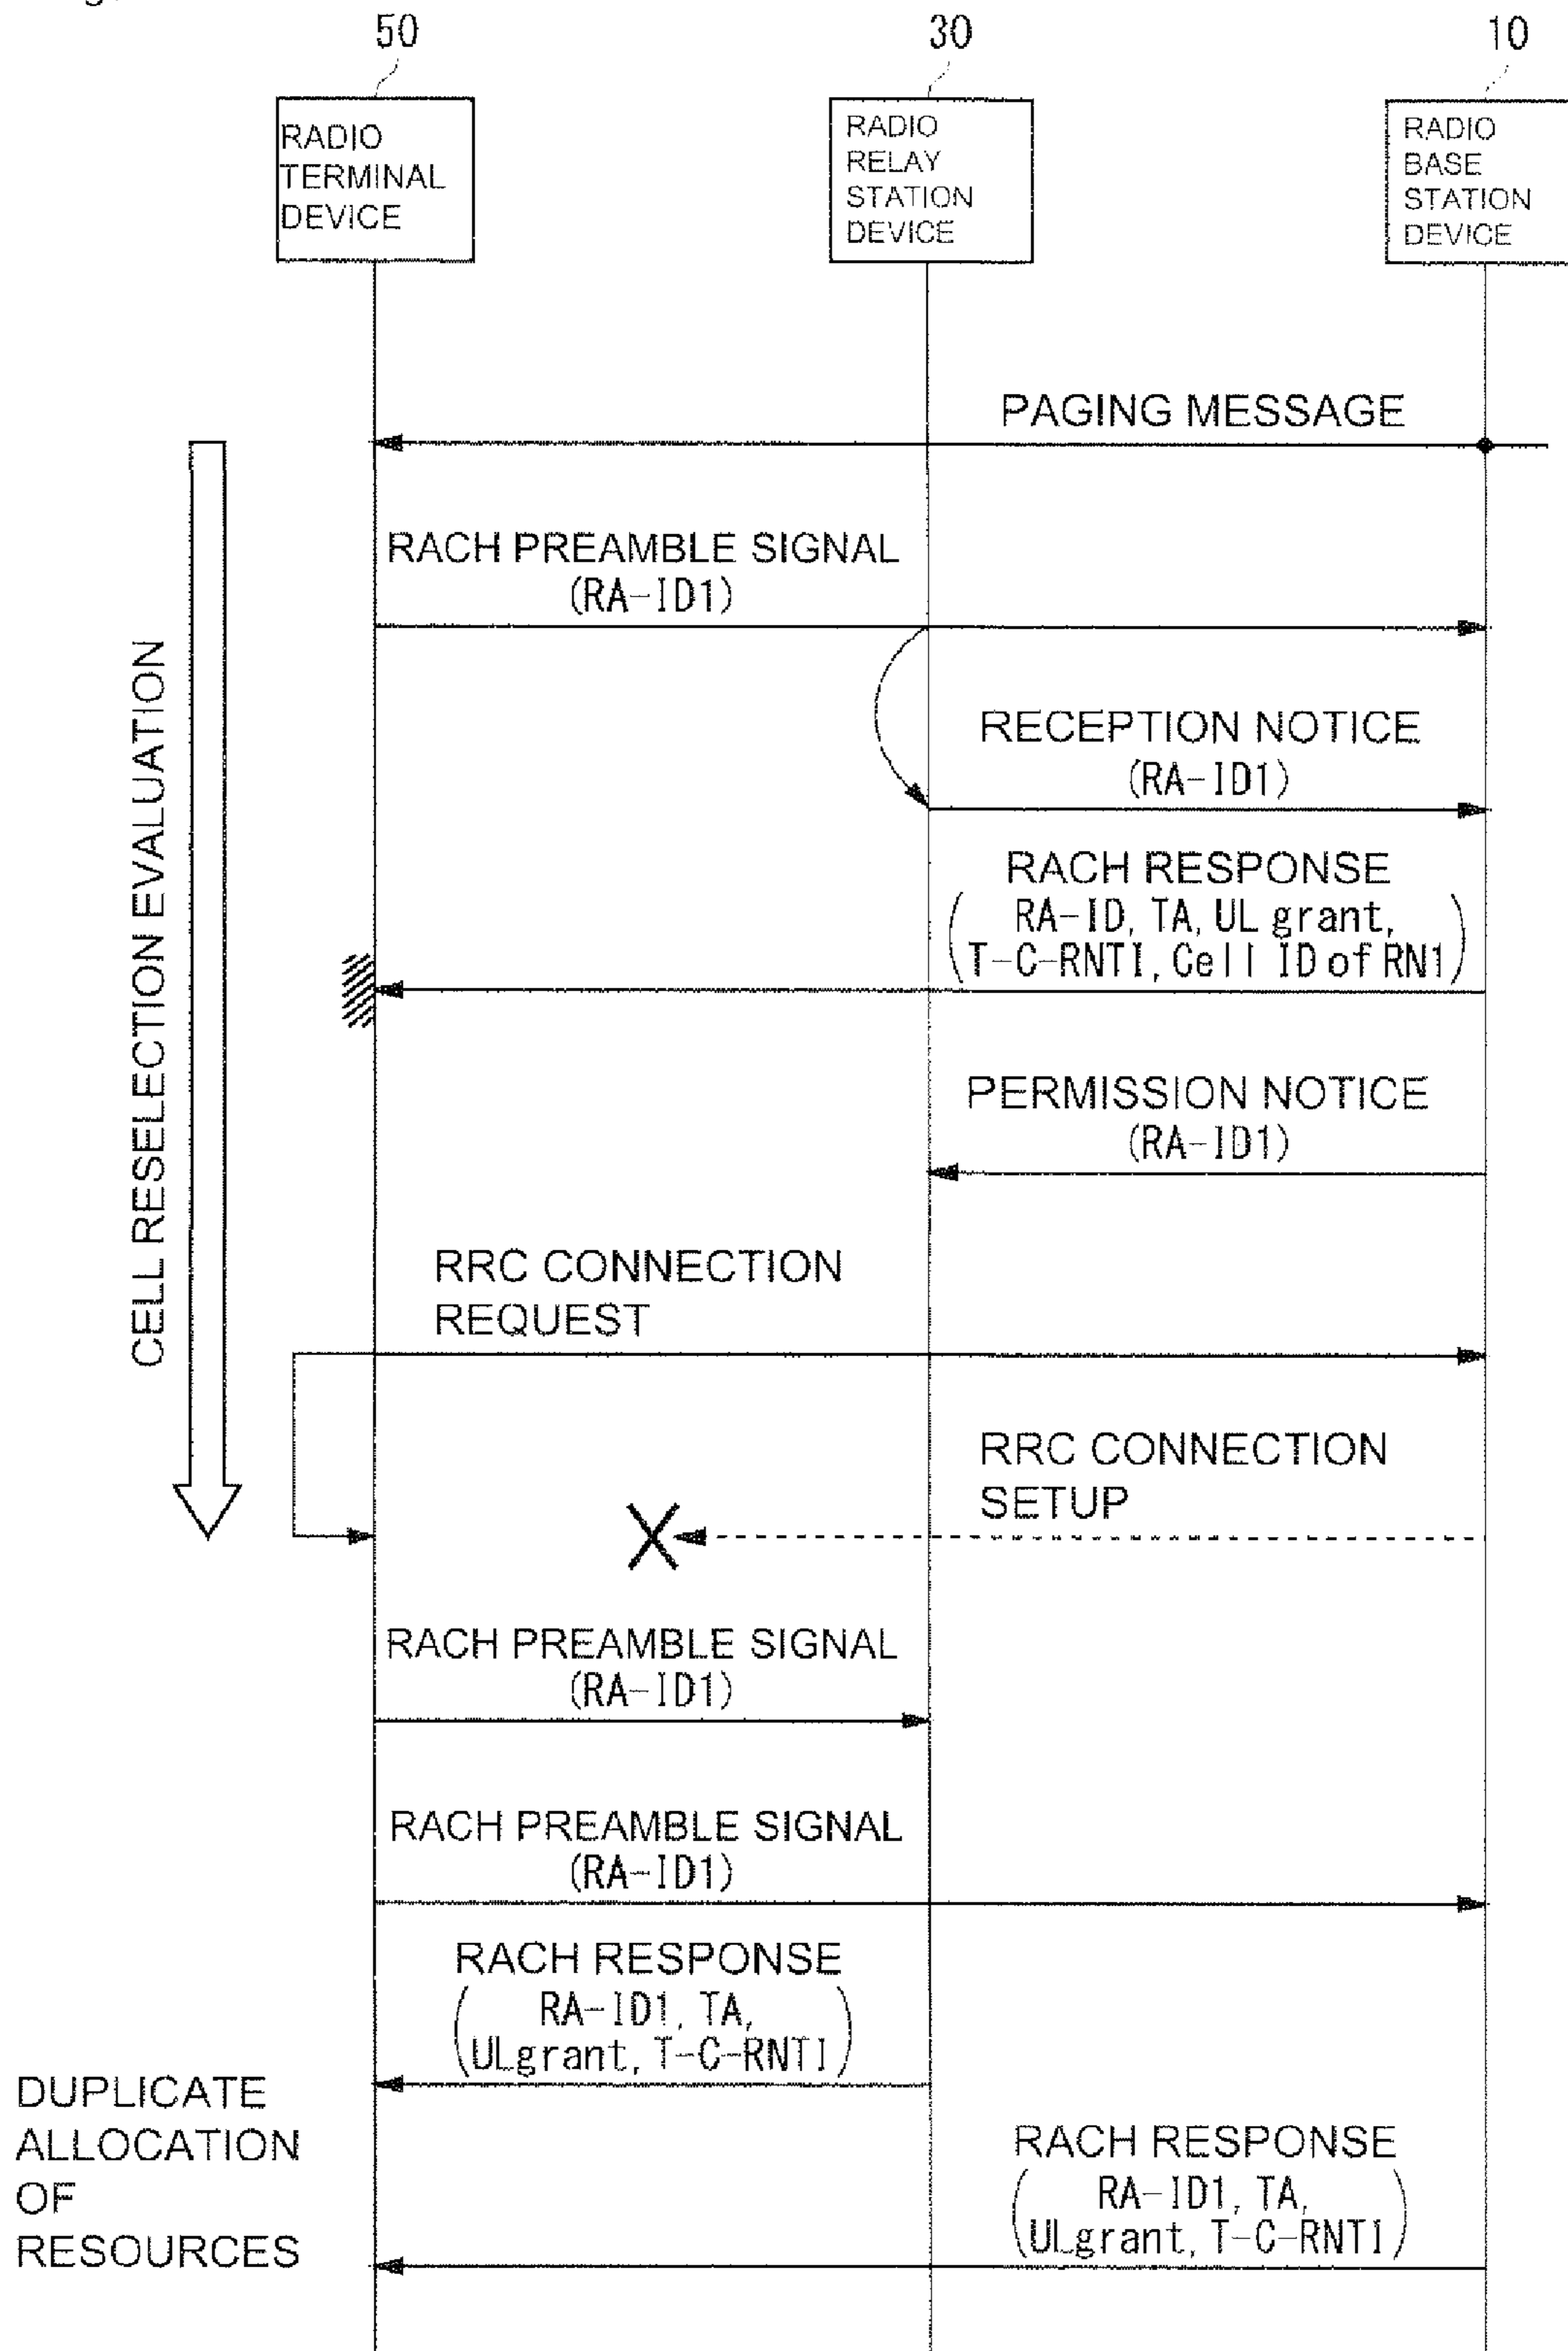 50
30
10
RADIO
TERMINAL
DEVICE
RADIO
RELAY
STATION
DEVICE
RADIO
BASE
STATION
DEVICE
PAGING MESSAGE
RACH PREAMBLE SIGNAL
(RA-ID1)
CELL RESELECTION EVALUATION
RECEPTION NOTICE
(RA-ID1)
RACH RESPONSE
(RA-ID, TA, UL grant,
T-C-RNTI, Cell ID of RN1)
PERMISSION NOTICE
(RA-ID1)
RRC CONNECTION
REQUEST
RRC CONNECTION
SETUP
RACH PREAMBLE SIGNAL
(RA-ID1)
RACH PREAMBLE SIGNAL
(RA-ID1)
RACH RESPONSE
(RA-ID1, TA,
ULgrant, T-C-RNTI)
DUPLICATE
ALLOCATION
OF
RESOURCES
RACH RESPONSE
(RA-ID1, TA,
ULgrant, T-C-RNTI)